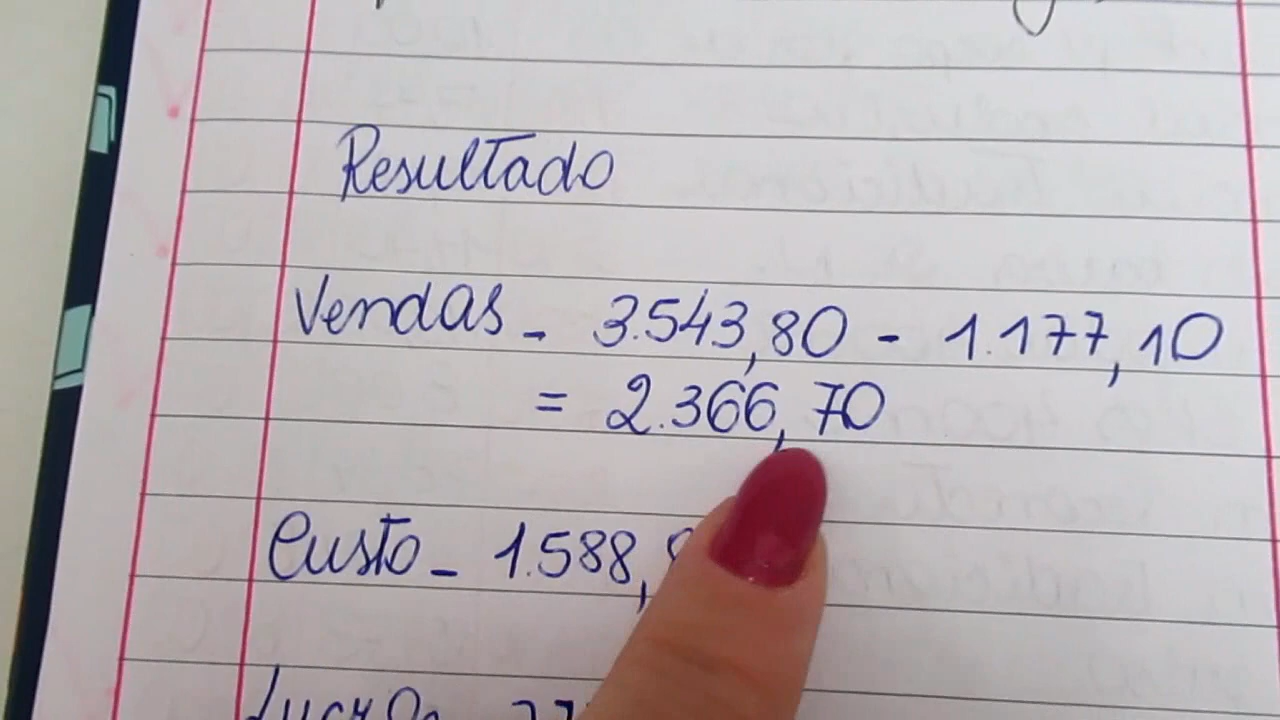 Resultado
Vendas - 3.543,80 - 1.177,10
= 2.366,70
Custo - 1.588,